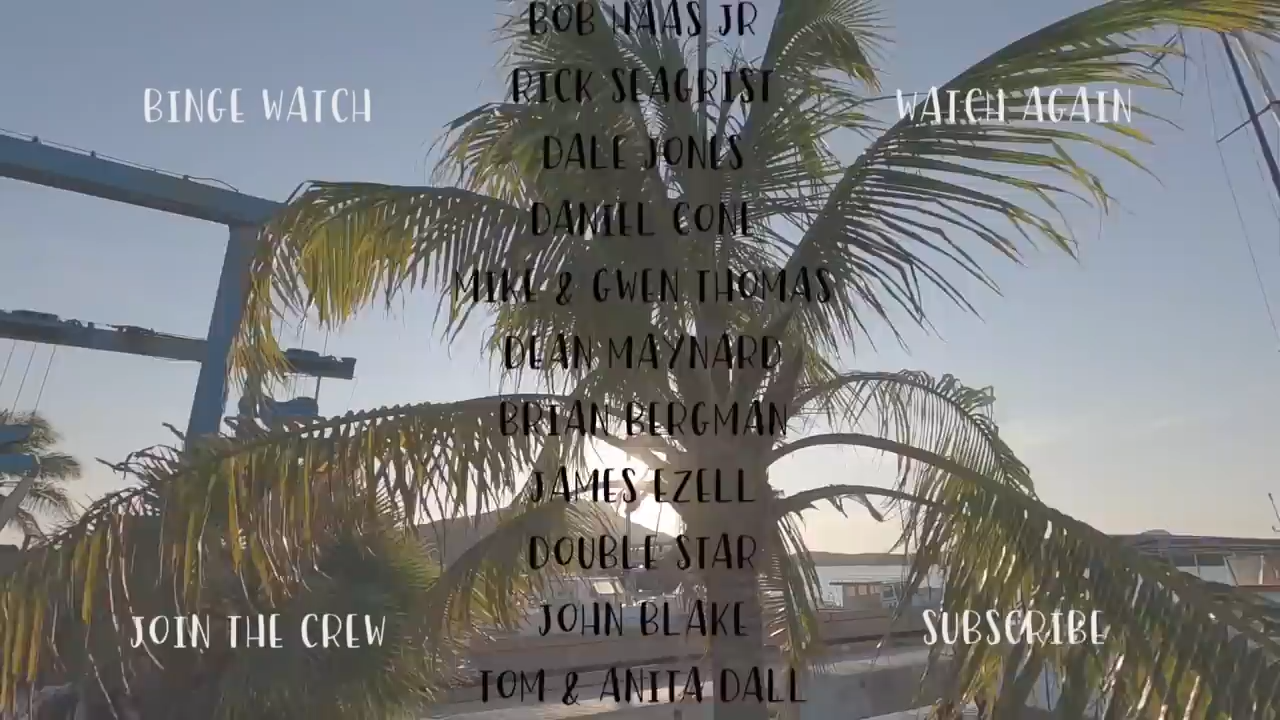 BOB HAAS JR
RICK SEAGRIST
BINGE WATCH
WATCH AGAIN
DALE JONES
DANIEL CONE
MIKE & GWEN THOMAS
DEAN MAYNARD
BRIAN BERGMAN
JAMES EZELL
DOUBLE STAR
JOHN BLAKE
JOIN THE CREW
SUBSCRIBE
TOM & ANITA DALL